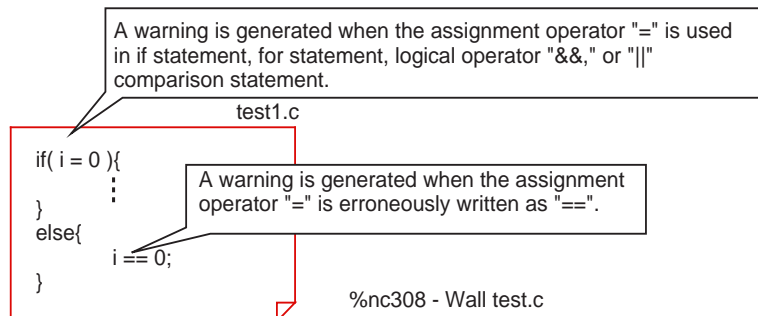 A warning is generated when the assignment operator "=" is used
in if statement, for statement, logical operator "&&," or "||"
comparison statement.
test1.c
if( i = 0 ){
A warning is generated when the assignment
operator "=" is erroneously written as "==".
}
else{
i == 0;
}
%nc308 - Wall test.c